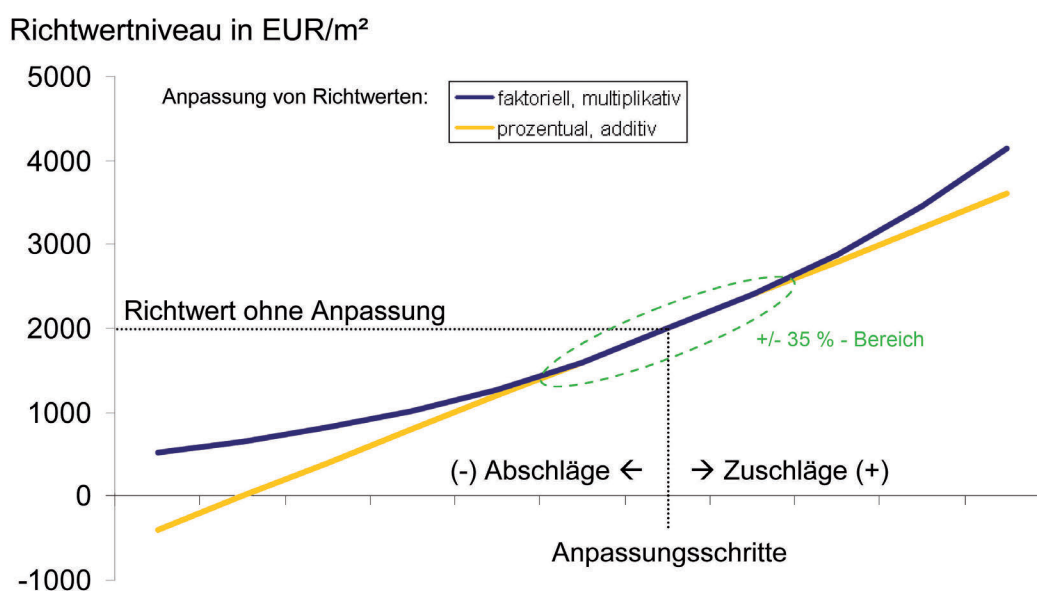 Richtwertniveau in EUR/m²
5000
Anpassung von Richtwerten:
faktoriell, multiplikativ
prozentual, additiv
4000
3000
Richtwert ohne Anpassung
2000
+/- 35 % - Bereich
1000
(-) Abschläge ←
→ Zuschläge (+)
0
Anpassungsschritte
-1000